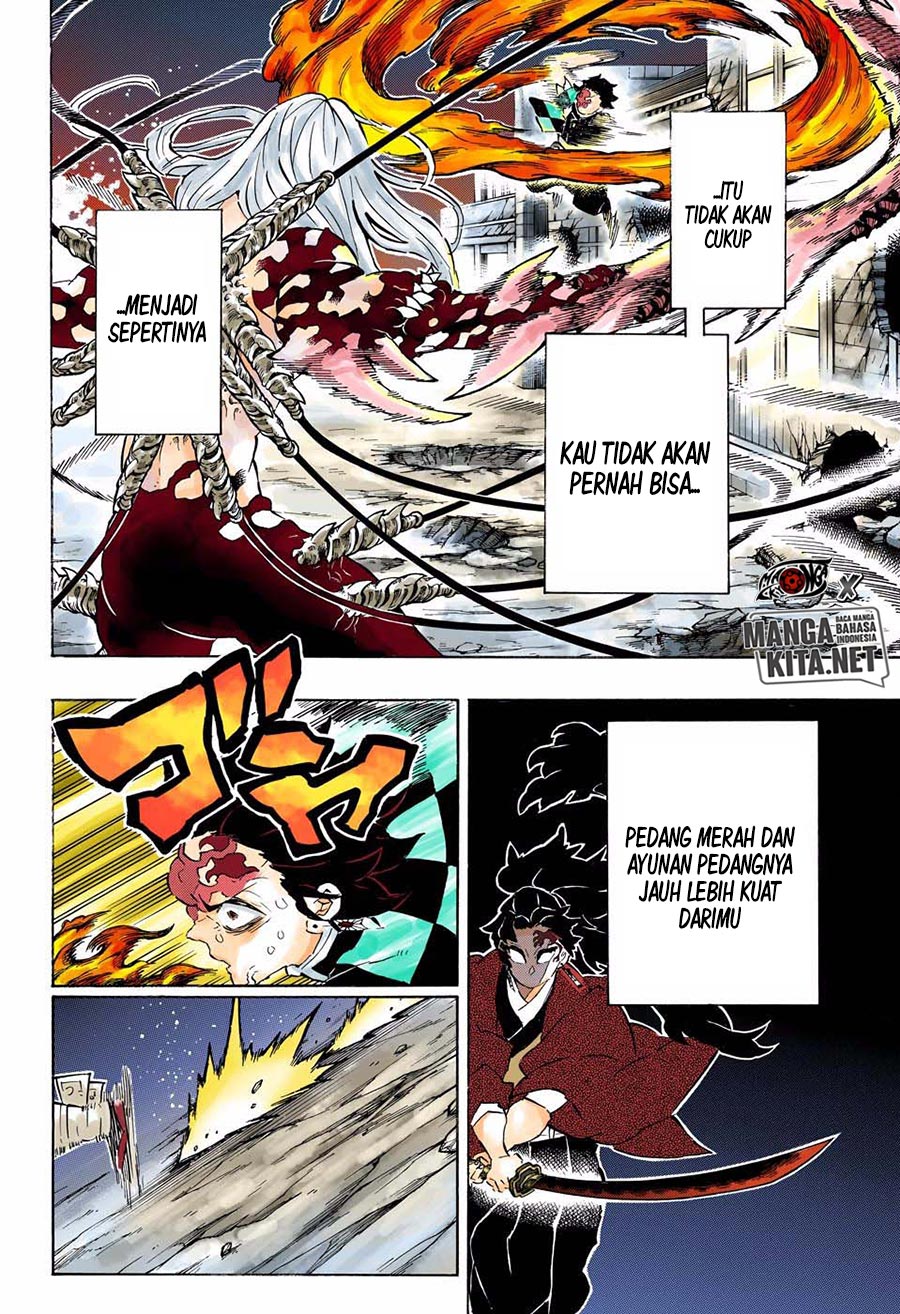 ...ITU
TIDAK AKAN
CUKUP
KAU TIDAK AKAN
PERNAH BISA...
...MENJADI
SEPERTINYA
MANGA
KITA.NET
BACA MANGA
BAHASA
INDONESIA
X
PEDANG MERAH DAN
AYUNAN PEDANGNYA
JAUH LEBIH KUAT
DARIMU